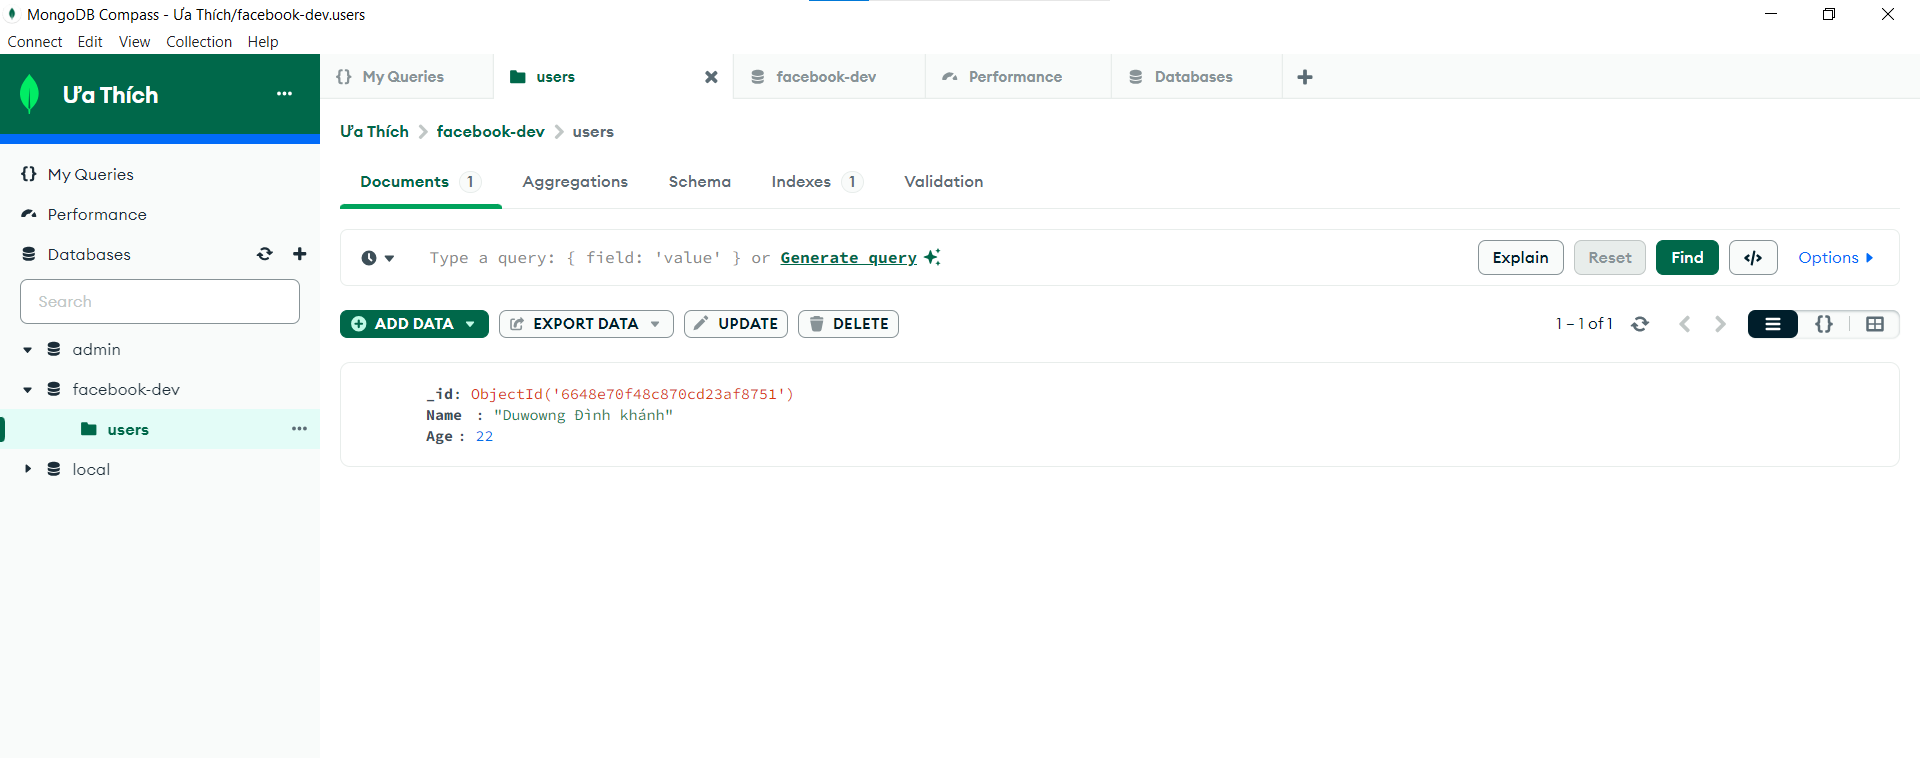 MongoDB Compass - Ưa Thích/facebook-dev.users
Connect Edit View Collection Help
Ưa Thích
My Queries
users
facebook-dev
Performance
Databases
Ưa Thích > facebook-dev > users
My Queries
Performance
Databases
Search
admin
facebook-dev
users
local
Documents 1 Aggregations Schema Indexes 1 Validation
Type a query: { field: 'value' } or Generate query
Explain Reset Find </> Options
ADD DATA EXPORT DATA UPDATE DELETE
1 – 1 of 1
_id: ObjectId('6648e70f48c870cd23af8751')
Name : "Duwowng Đình khánh"
Age : 22